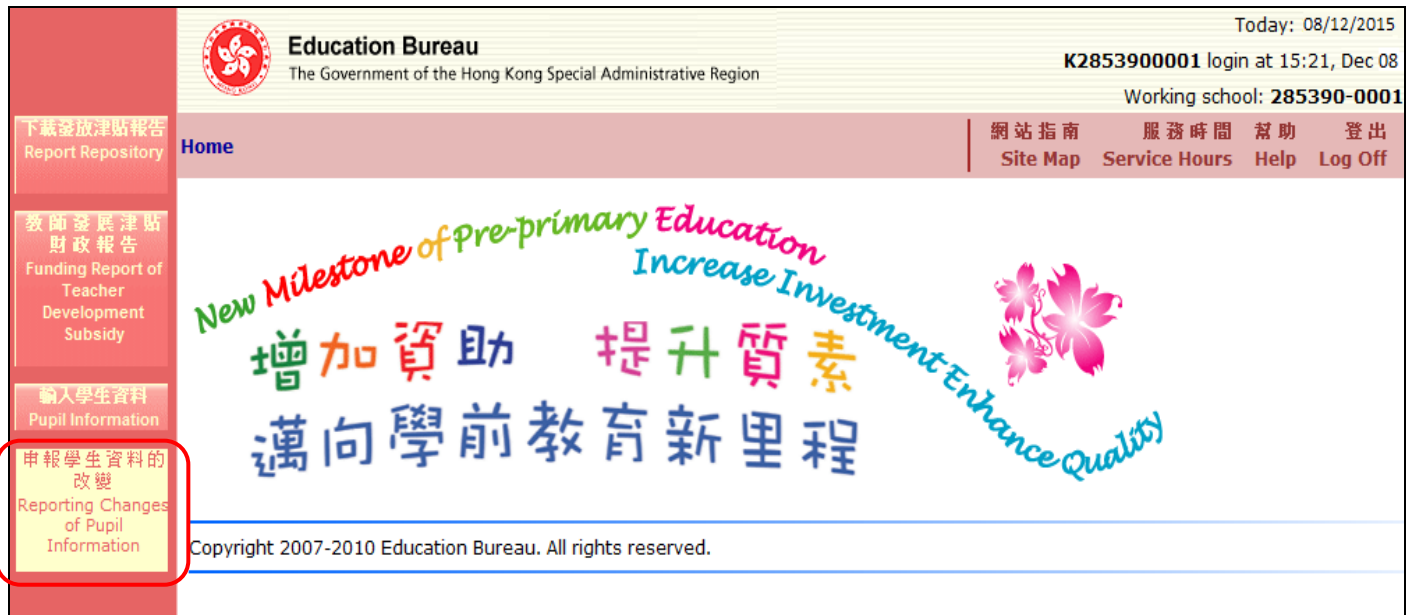 Today: 08/12/2015
Education Bureau
The Government of the Hong Kong Special Administrative Region
K2853900001 login at 15:21, Dec 08
Working school: 285390-0001
下載發放津貼報告
Report Repository
教師發展津貼
財政報告
Funding Report of
Teacher
Development
Subsidy
輸入學生資料
Pupil Information
申報學生資料的
改變
Reporting Changes
of Pupil
Information
Home
網站指南 服務時間 幫助 登出
Site Map Service Hours Help Log Off
New Milestone of Pre-primary Education
Increase Investment Enhance Quality
增加資助 提升質素
邁向學前教育新里程
Copyright 2007-2010 Education Bureau. All rights reserved.